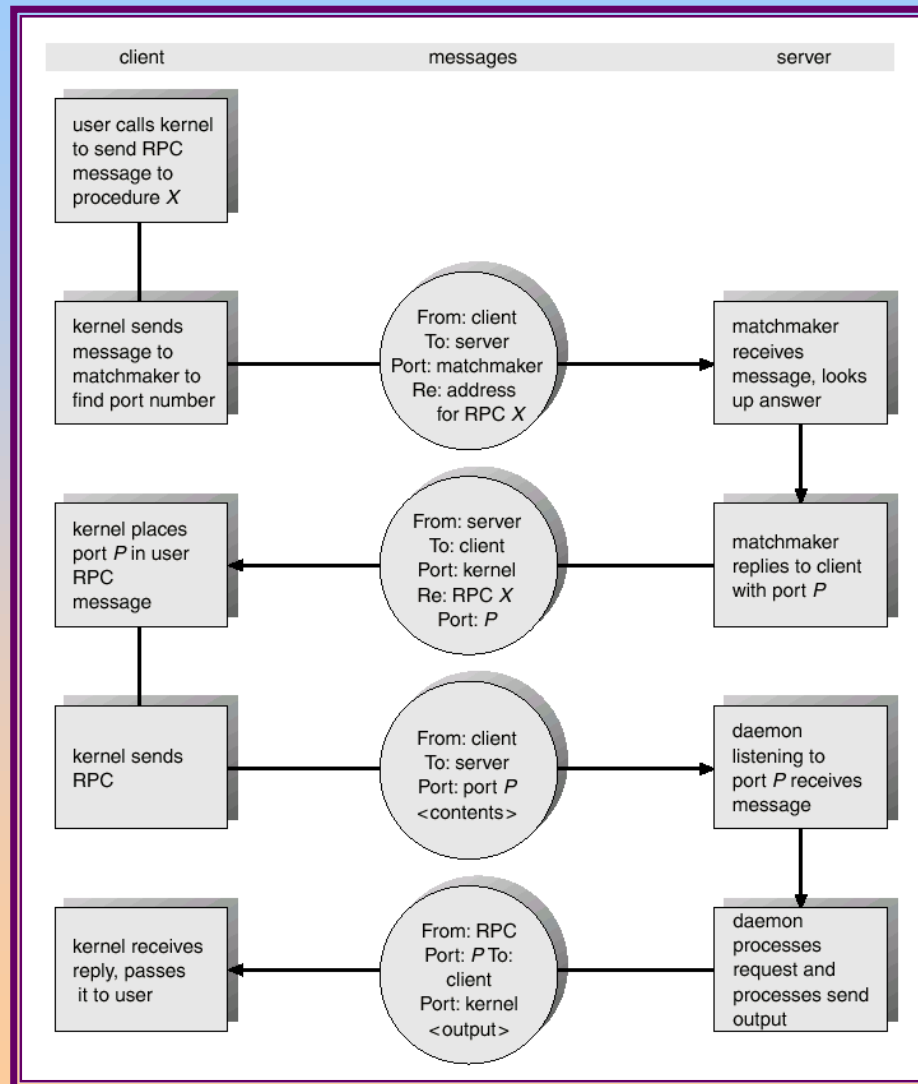 client messages server
user calls kernel
to send RPC
message to
procedure X
kernel sends
message to
matchmaker to
find port number
From: client
To: server
Port: matchmaker
Re: address
for RPC X
matchmaker
receives
message, looks
up answer
kernel places
port P in user
RPC
message
From: server
To: client
Port: kernel
Re: RPC X
Port: P
matchmaker
replies to client
with port P
kernel sends
RPC
From: client
To: server
Port: port P
<contents>
daemon
listening to
port P receives
message
kernel receives
reply, passes
it to user
From: RPC
Port: P To:
client
Port: kernel
<output>
daemon
processes
request and
processes send
output